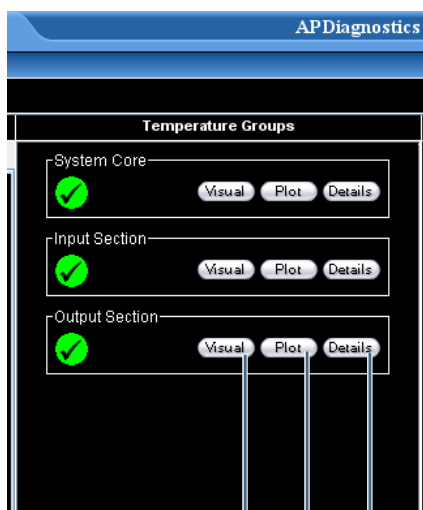 APDiagnostics
Temperature Groups
System Core
Visual Plot Details
Input Section
Visual Plot Details
Output Section
Visual Plot Details